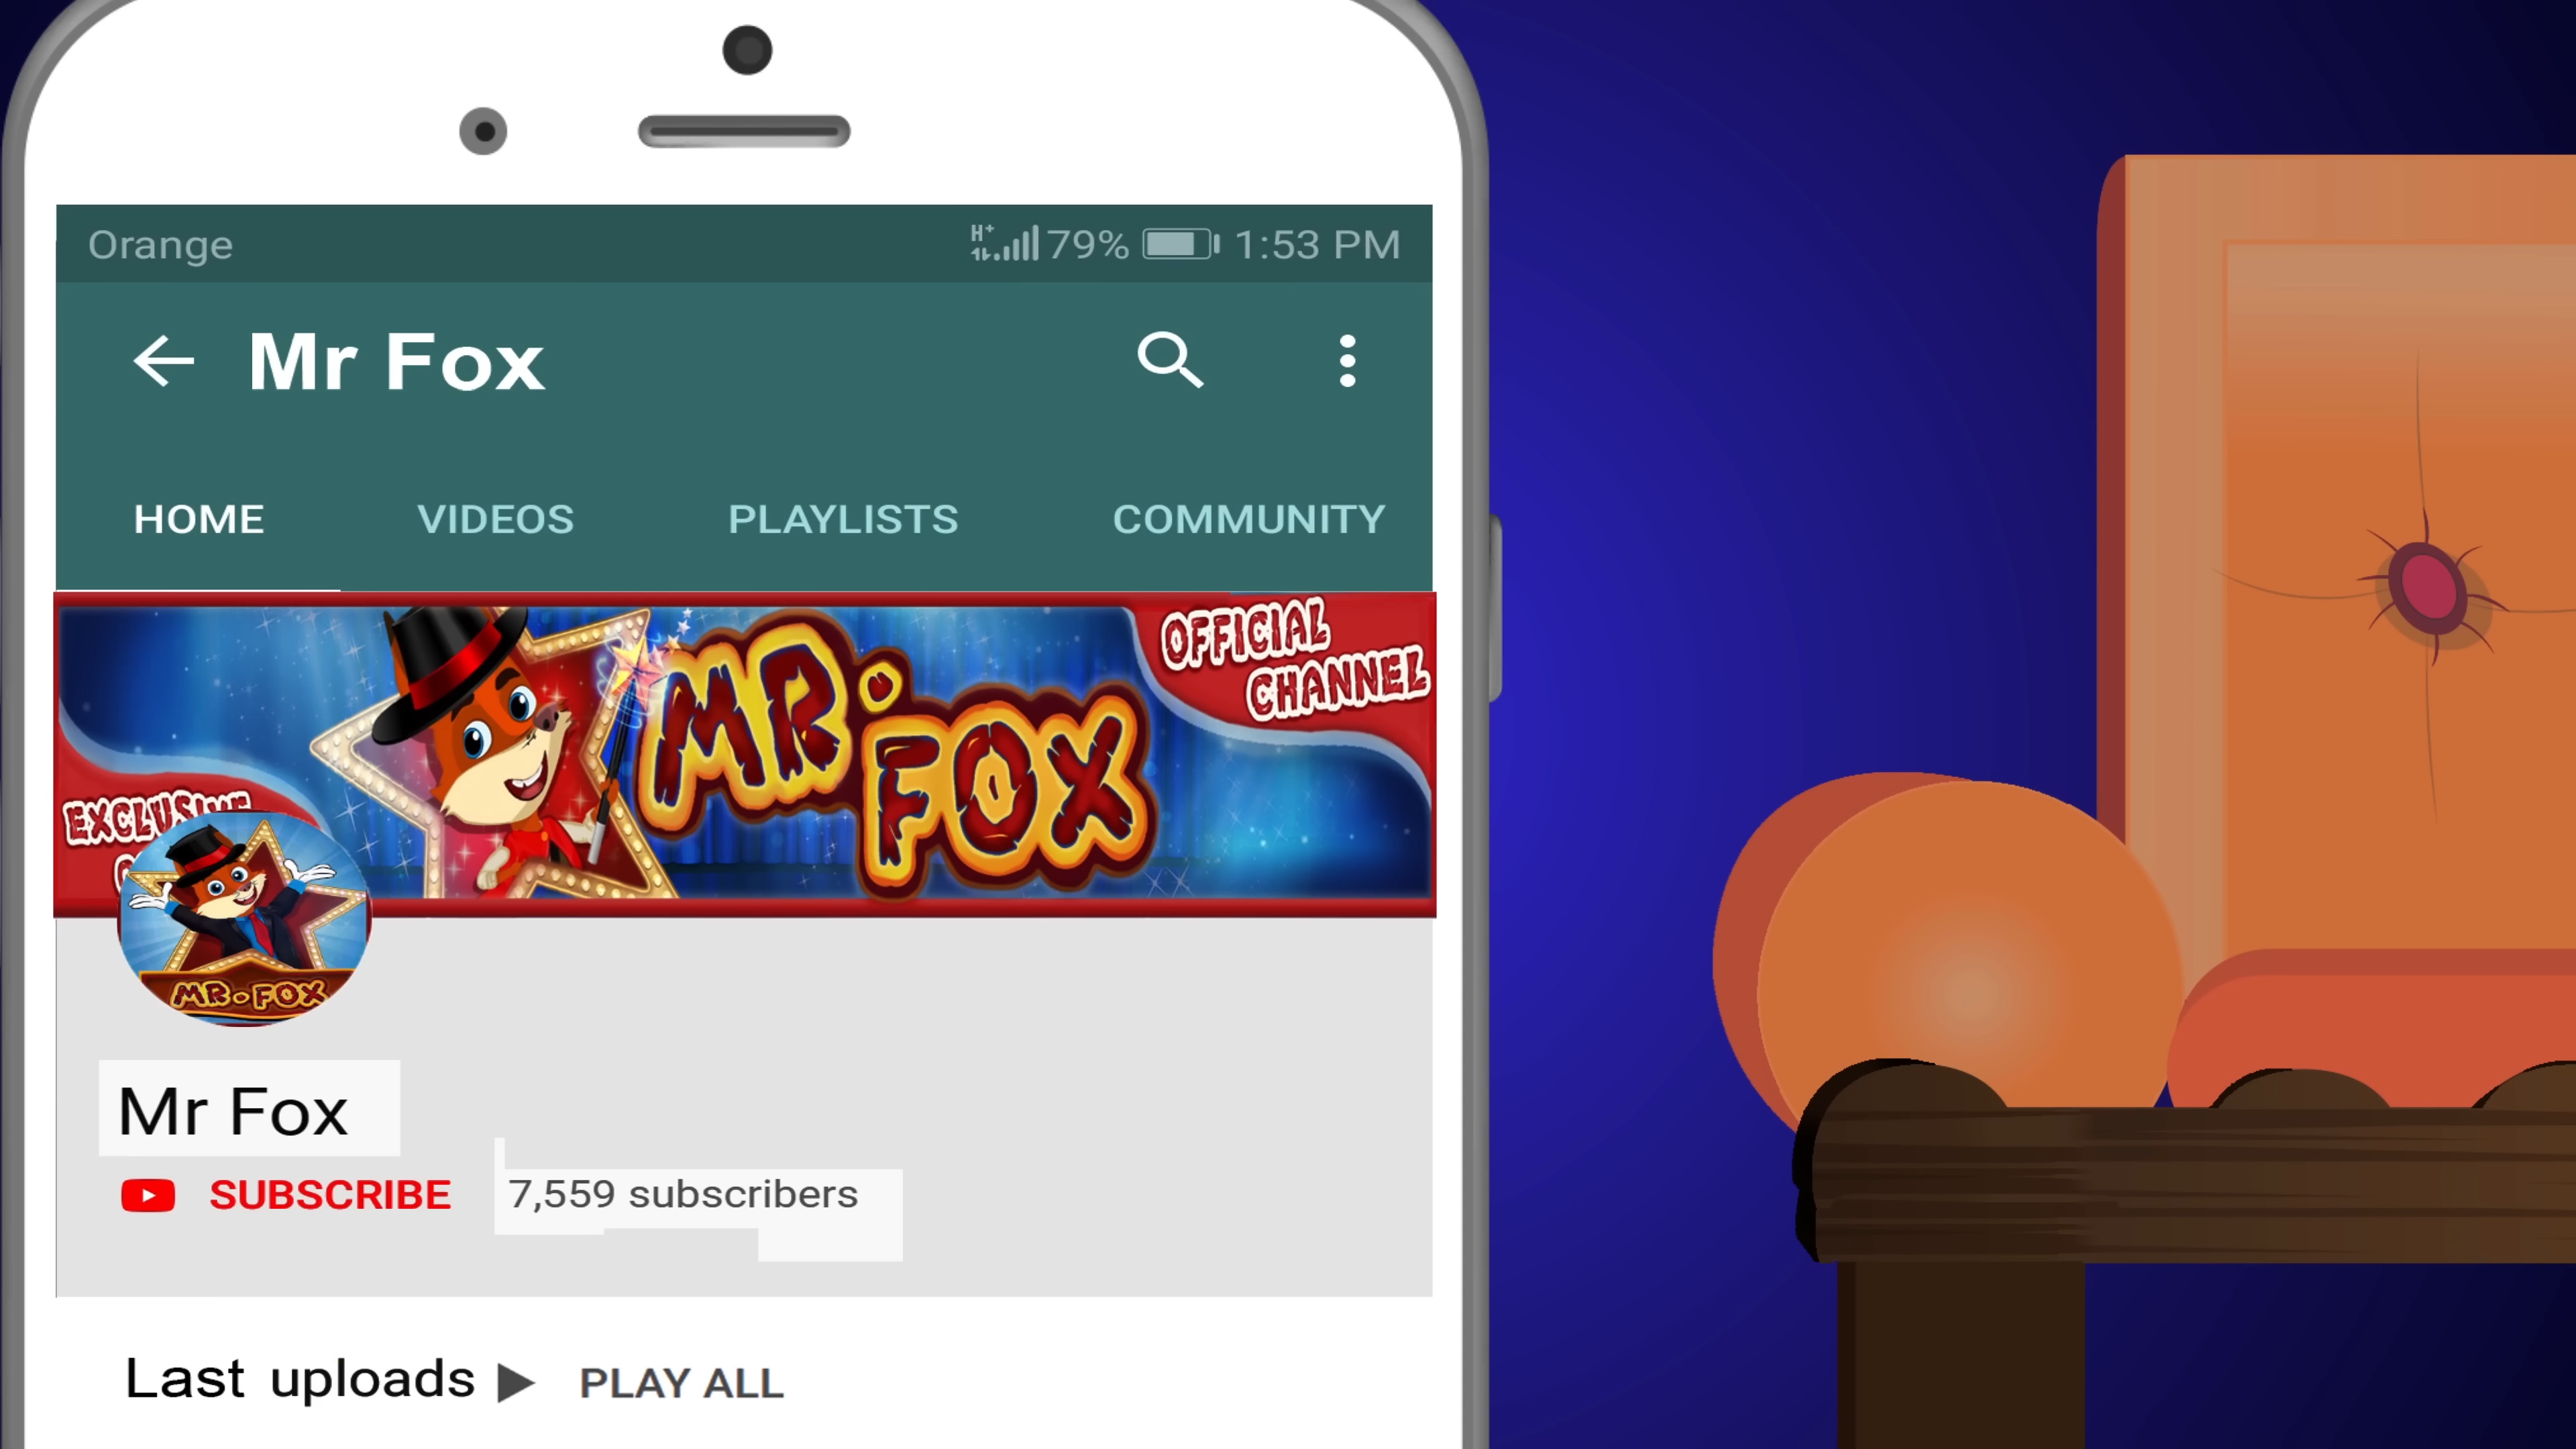 Orange
H+ 79% 1:53 PM
Mr Fox
HOME VIDEOS PLAYLISTS COMMUNITY
OFFICIAL
CHANNEL
MR.
FOX
EXCLUSIVE
MR. FOX
Mr Fox
SUBSCRIBE 7,559 subscribers
Last uploads PLAY ALL